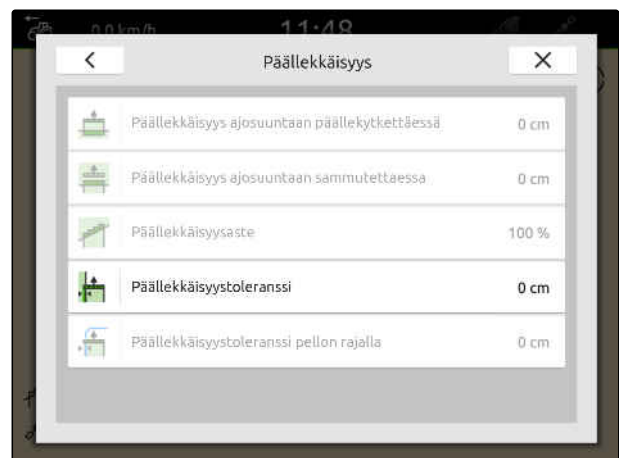 0.0 km/h
11:48
Päällekkäisyys
Päällekkäisyys ajosuuntaan päällekytkettäessä 0 cm
Päällekkäisyys ajosuuntaan sammutettaessa 0 cm
Päällekkäisyysaste 100 %
Päällekkäisyystoleranssi 0 cm
Päällekkäisyystoleranssi pellon rajalla 0 cm